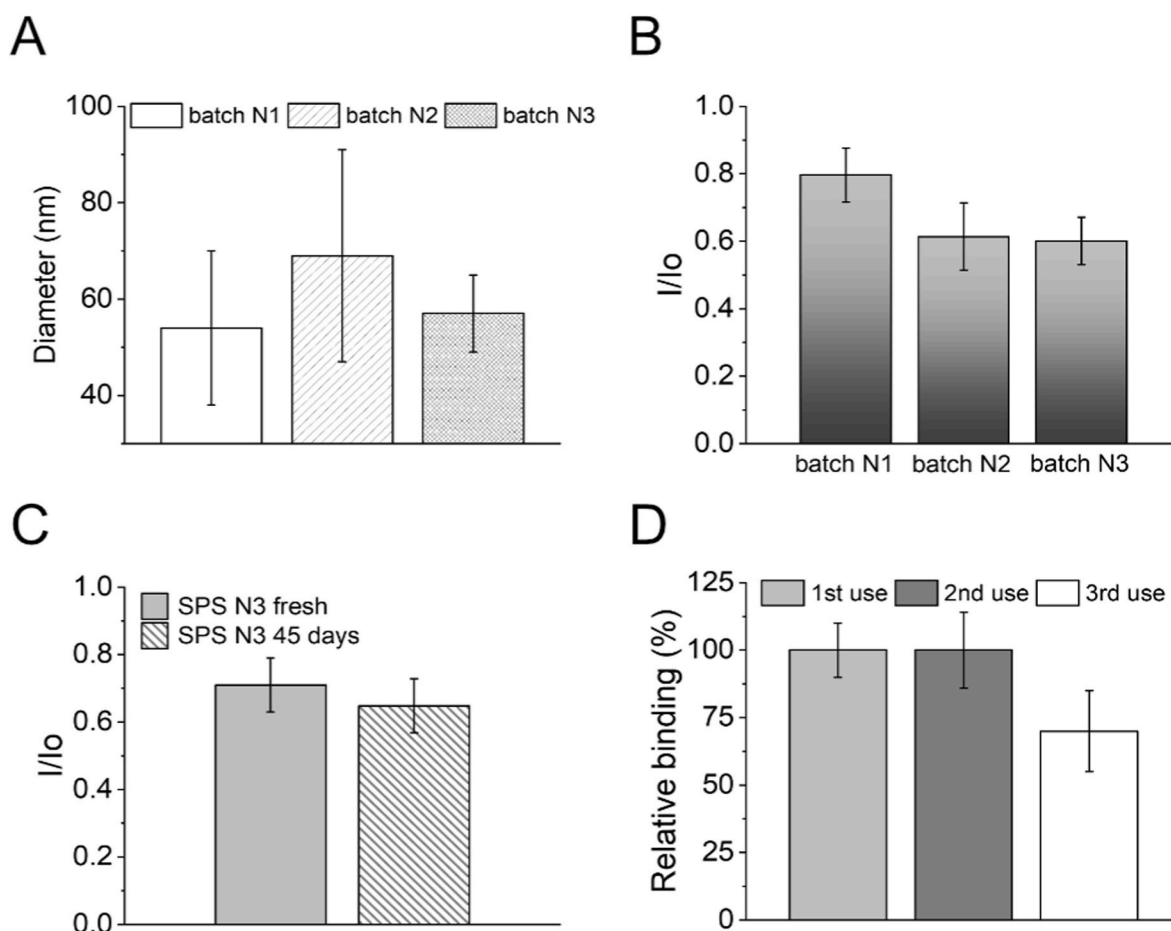 A
batch N1 batch N2 batch N3
Diameter (nm)
100
80
60
40
B
I/Io
1.0
0.8
0.6
0.4
0.2
0.0
batch N1 batch N2 batch N3
C
SPS N3 fresh
SPS N3 45 days
I/Io
1.0
0.8
0.6
0.4
0.2
0.0
D
1st use 2nd use 3rd use
Relative binding (%)
125
100
75
50
25
0